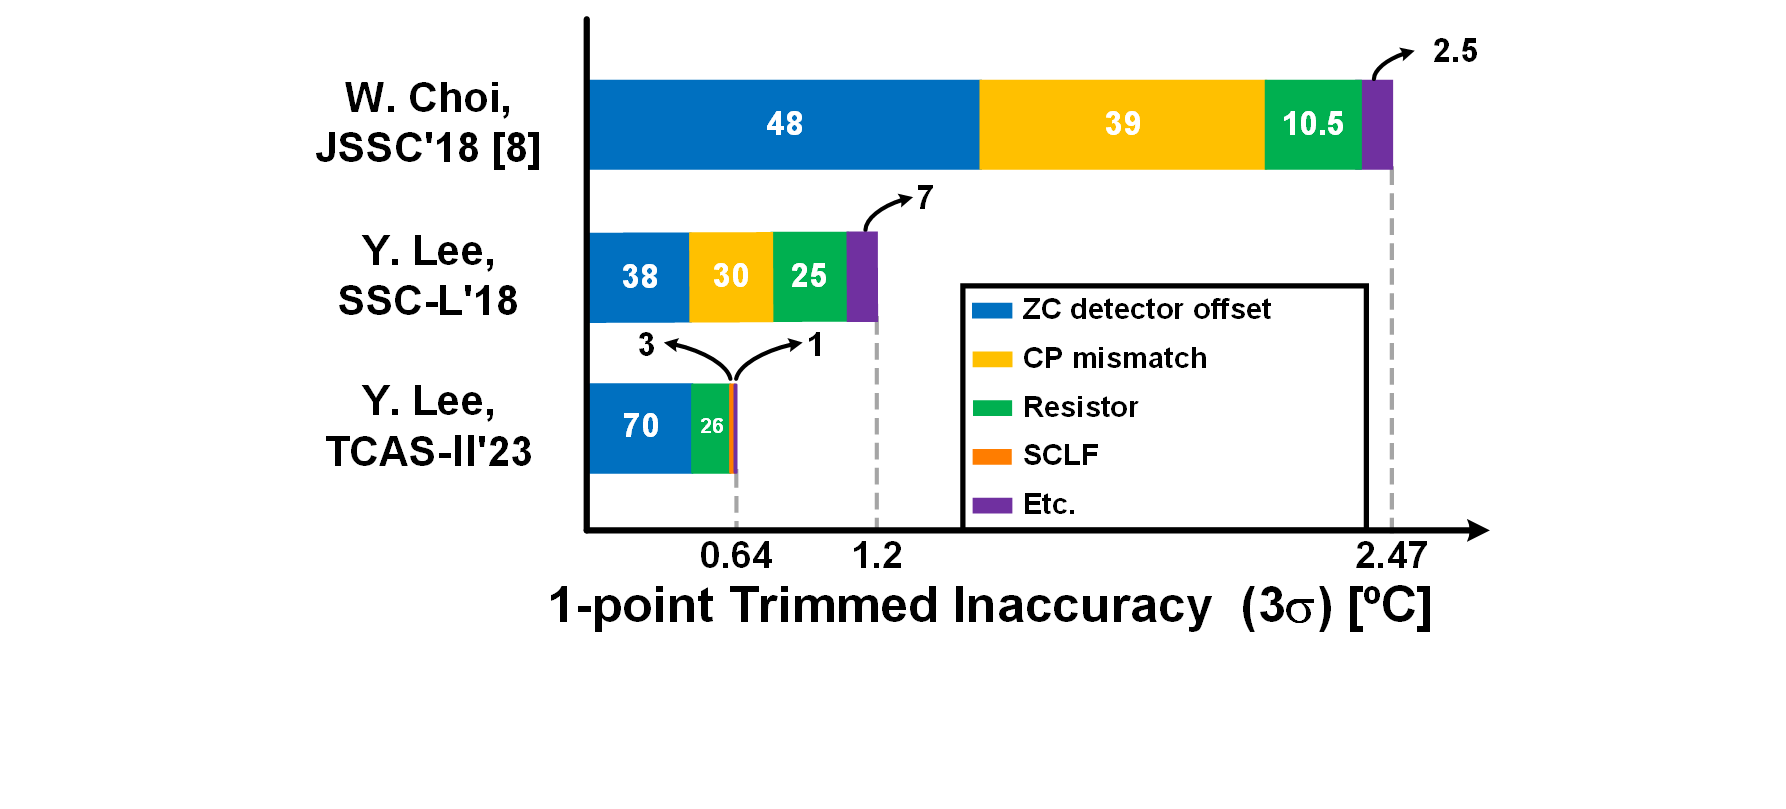 2.5
W. Choi,
JSSC'18 [8]
48 39 10.5
7
Y. Lee,
SSC-L'18
38 30 25
3 1
Y. Lee,
TCAS-II'23
70 26
ZC detector offset
CP mismatch
Resistor
SCLF
Etc.
0.64 1.2 2.47
1-point Trimmed Inaccuracy (3σ) [ºC]